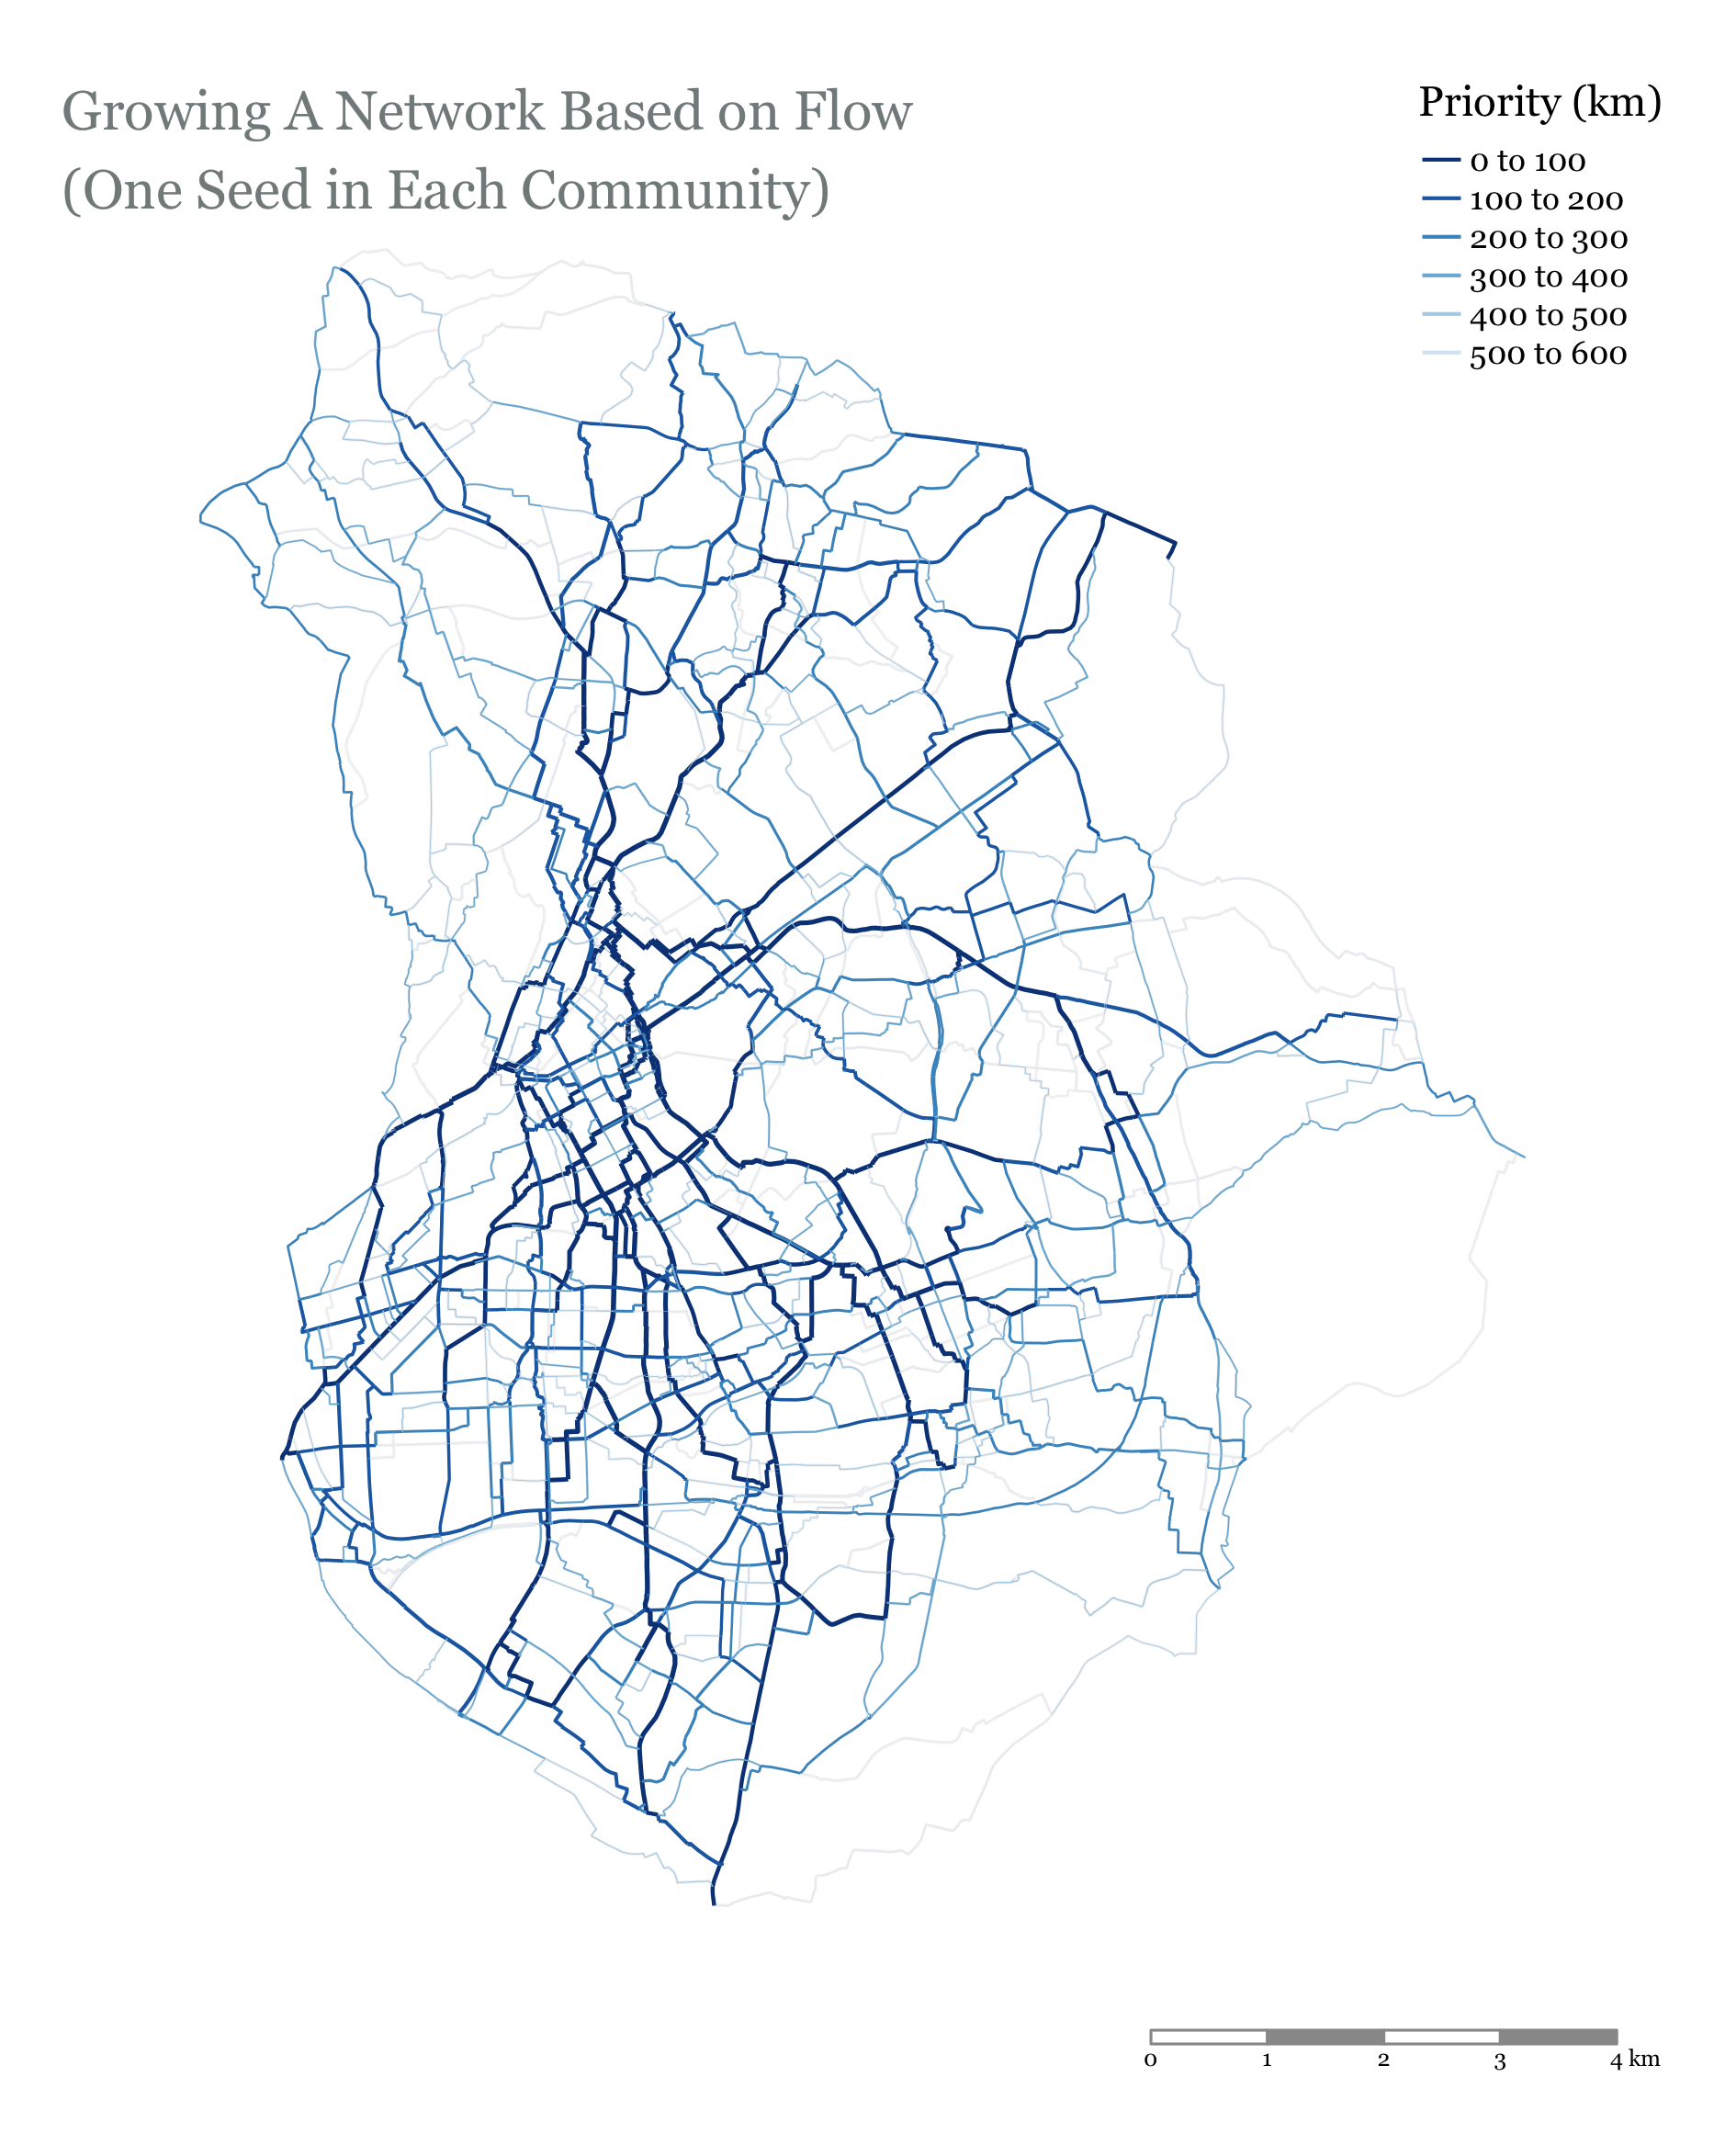 Growing A Network Based on Flow
(One Seed in Each Community)
Priority (km)
0 to 100
100 to 200
200 to 300
300 to 400
400 to 500
500 to 600
0 1 2 3 4 km